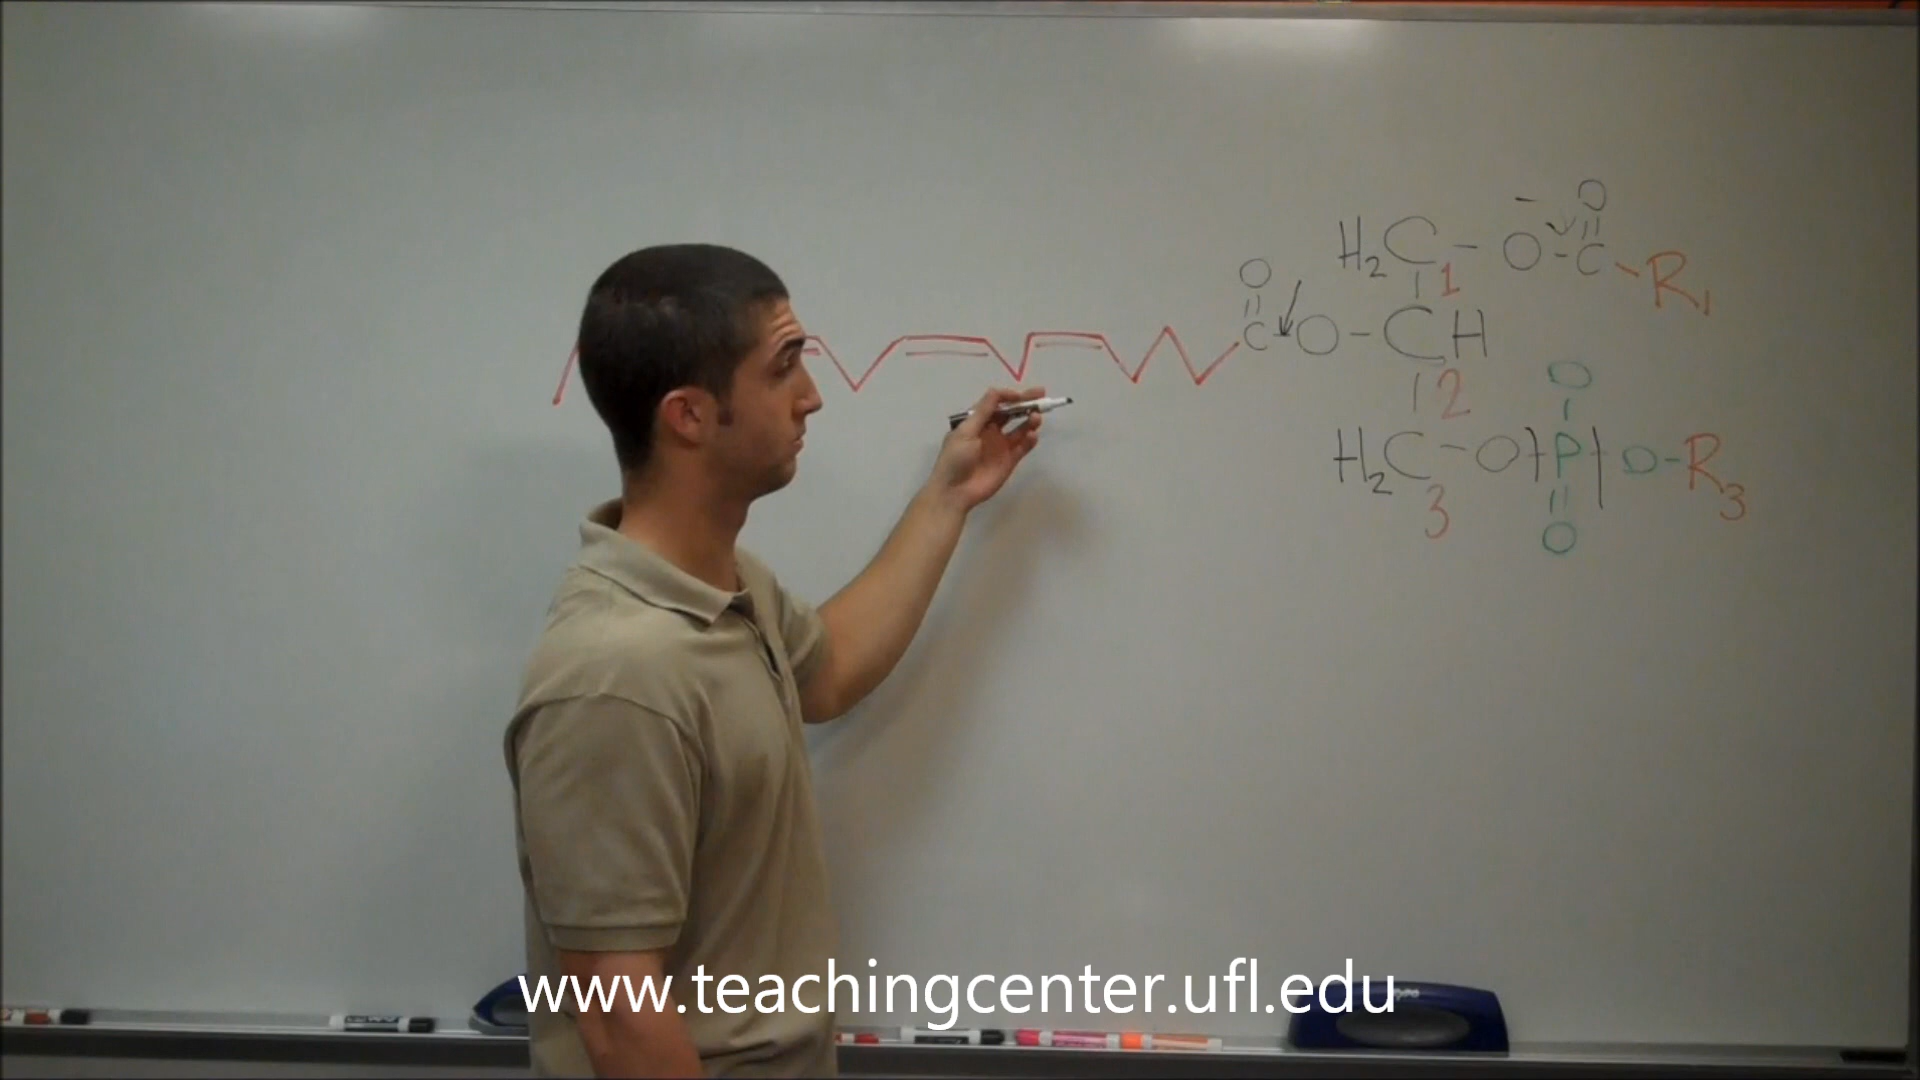 O
O
H₂C - O - C - R₁
1
C O - CH
2
O
H₂C - O P O - R₃
3
O
www.teachingcenter.ufl.edu